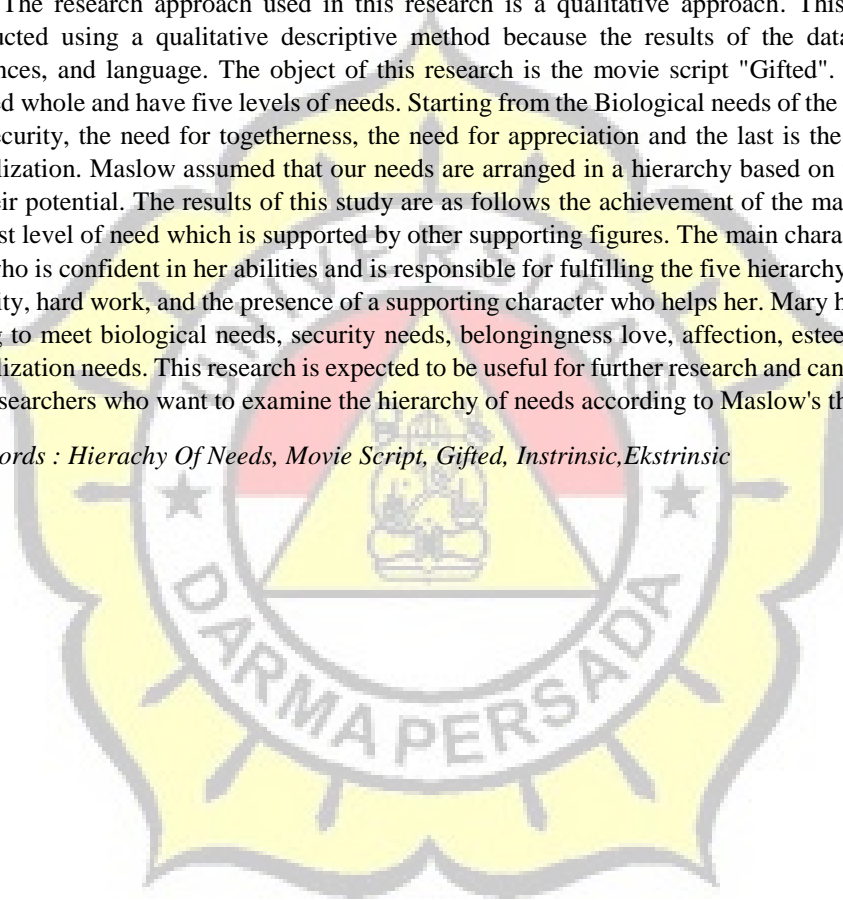 The research approach used in this research is a qualitative approach. This
ucted using a qualitative descriptive method because the results of the data
nces, and language. The object of this research is the movie script "Gifted".
ed whole and have five levels of needs. Starting from the Biological needs of the
ecurity, the need for togetherness, the need for appreciation and the last is the
lization. Maslow assumed that our needs are arranged in a hierarchy based on
eir potential. The results of this study are as follows the achievement of the ma
st level of need which is supported by other supporting figures. The main chara
who is confident in her abilities and is responsible for fulfilling the five hierarchy
ity, hard work, and the presence of a supporting character who helps her. Mary h
g to meet biological needs, security needs, belongingness love, affection, estee
lization needs. This research is expected to be useful for further research and can
searchers who want to examine the hierarchy of needs according to Maslow's th
ords : Hierachy Of Needs, Movie Script, Gifted, Instrinsic,Ekstrinsic
UNIVERSITAS
DARMA PERSADA